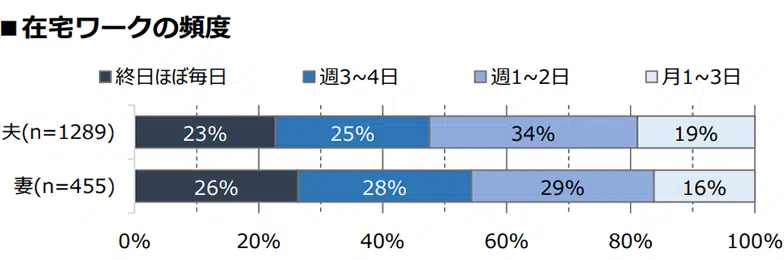 ■在宅ワークの頻度
■終日ほぼ毎日 ■週3~4日 ■週1~2日 □月1~3日
夫(n=1289) 23% 25% 34% 19%
妻(n=455) 26% 28% 29% 16%
0% 20% 40% 60% 80% 100%